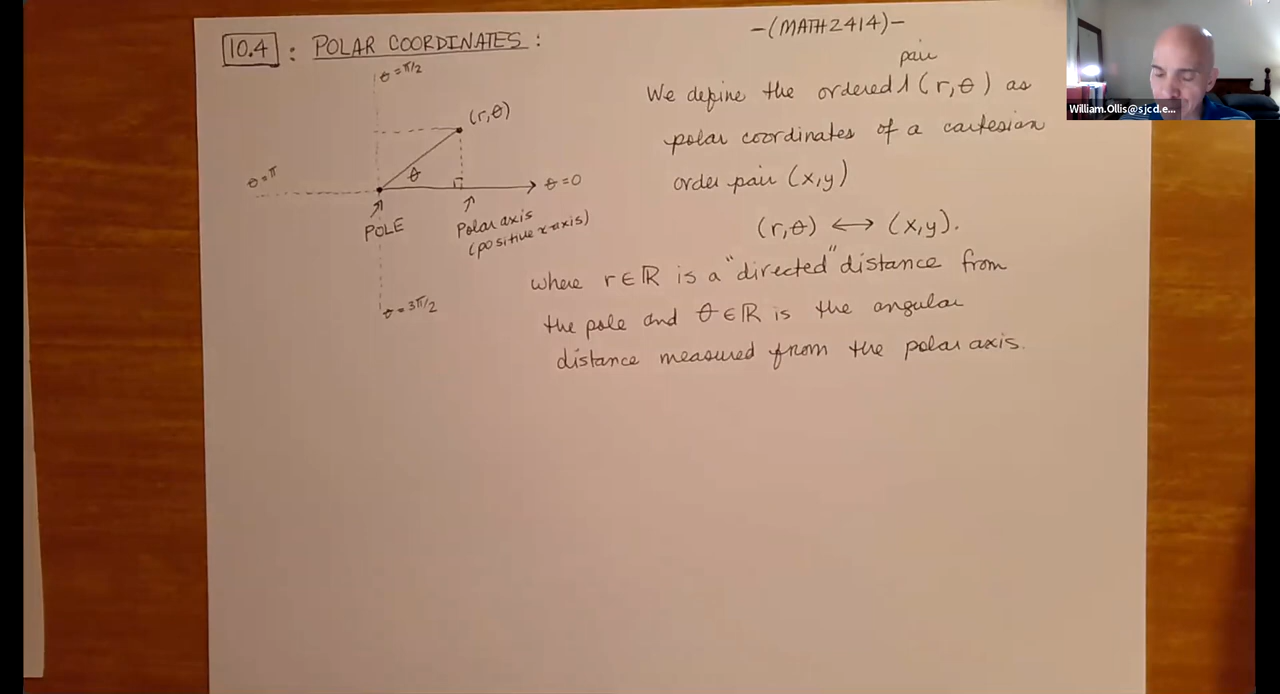 10.4 : POLAR COORDINATES :
-(MATH2414)-
θ = π/2
(r,θ)
θ = π
θ
θ = 0
POLE
Polar axis
(positive x-axis)
θ = 3π/2
pair
We define the ordered ∧ (r,θ) as
polar coordinates of a cartesian
order pair (x,y)
(r,θ) ⟷ (x,y).
where r ∈ ℝ is a "directed" distance from
the pole and θ ∈ ℝ is the angular
distance measured from the polar axis.
William.Ollis@sjcd.e...